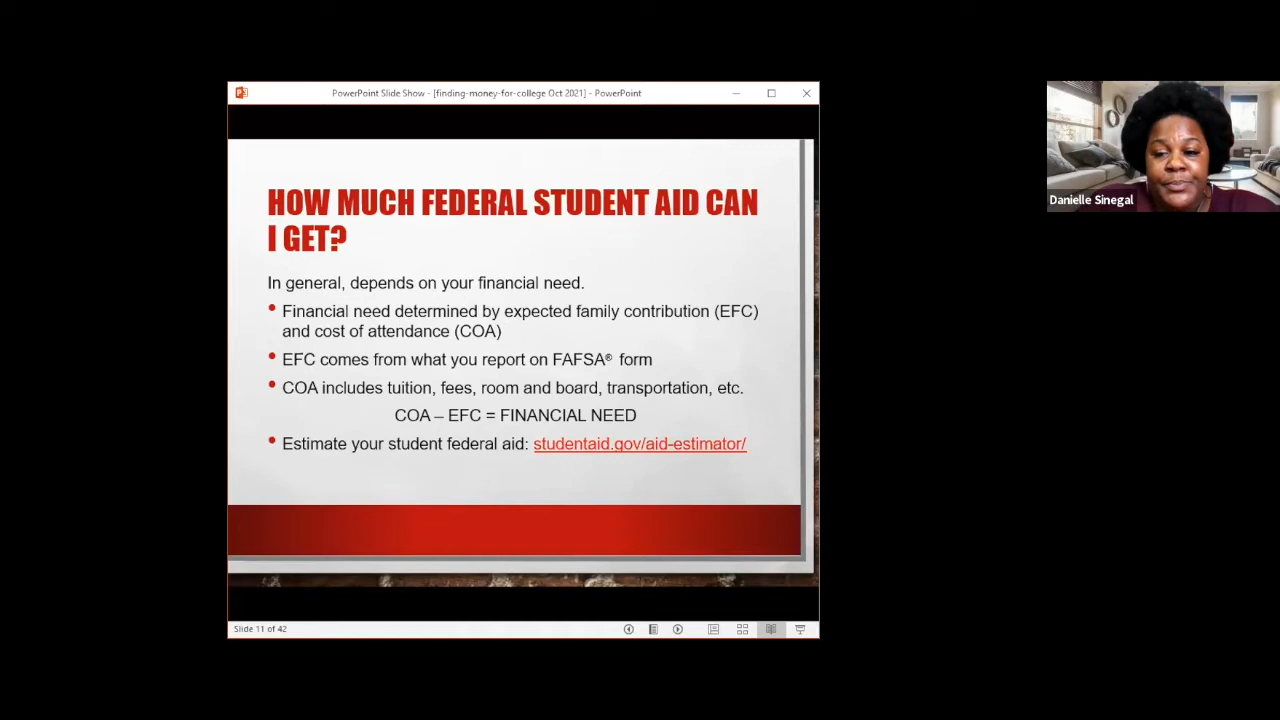 PowerPoint Slide Show - [finding-money-for-college Oct 2021] - PowerPoint
HOW MUCH FEDERAL STUDENT AID CAN
I GET?
In general, depends on your financial need.
• Financial need determined by expected family contribution (EFC)
and cost of attendance (COA)
• EFC comes from what you report on FAFSA® form
• COA includes tuition, fees, room and board, transportation, etc.
COA – EFC = FINANCIAL NEED
• Estimate your student federal aid: studentaid.gov/aid-estimator/
Slide 11 of 42
Danielle Sinegal